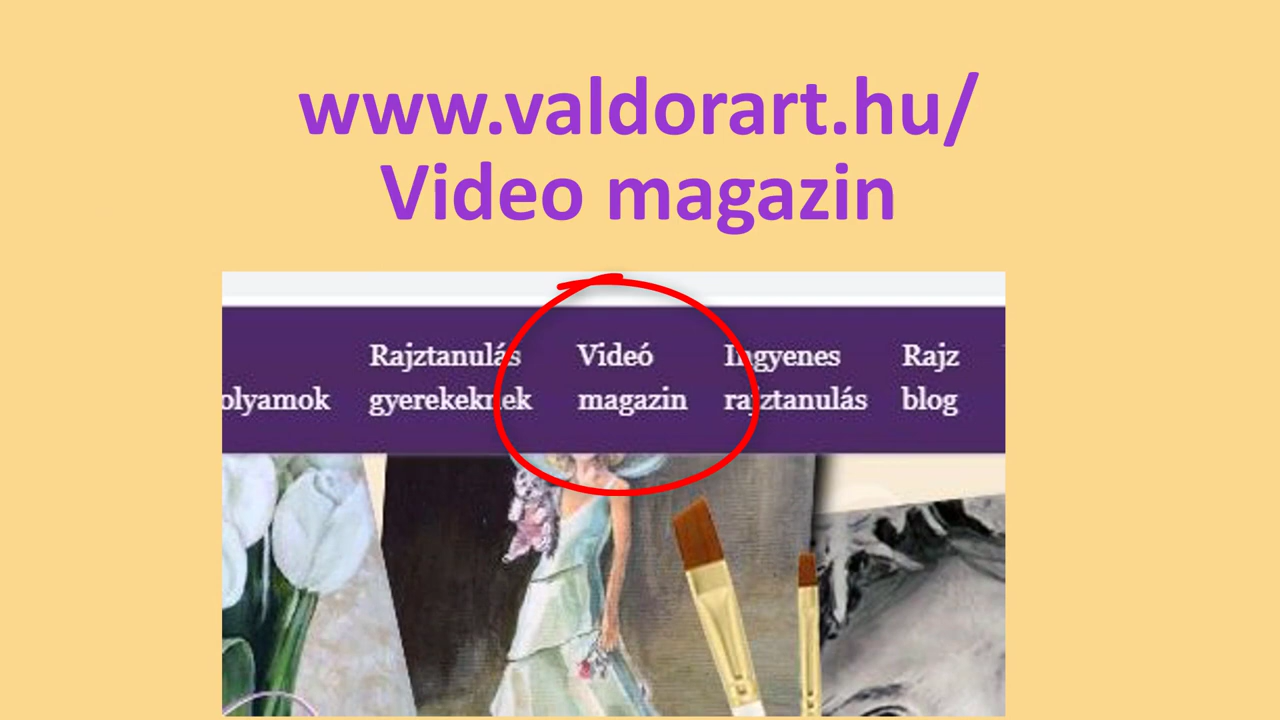 www.valdorart.hu/
Video magazin
Rajztanulás Videó Ingyenes Rajz
olyamok gyerekeknek magazin rajztanulás blog